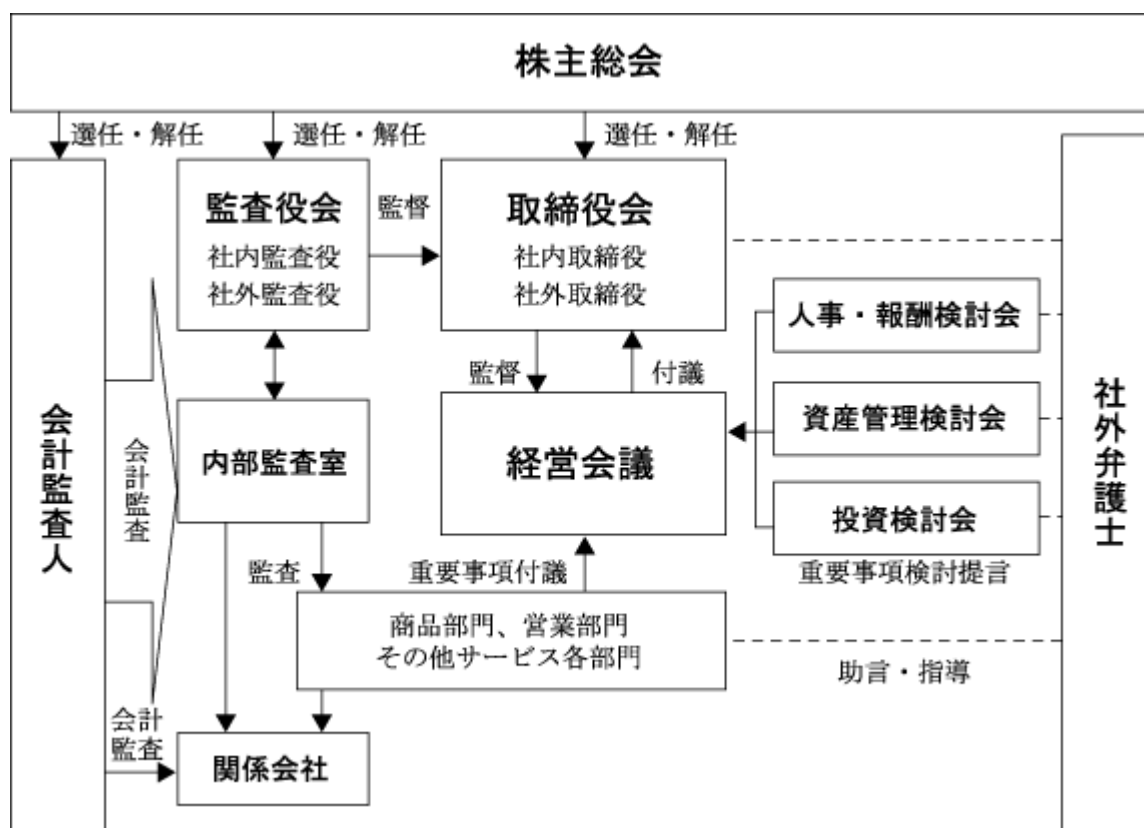 株主総会
選任・解任
選任・解任
選任・解任
監査役会
社内監査役
社外監査役
監督
取締役会
社内取締役
社外取締役
人事・報酬検討会
監督
付議
会計監査人
会計監査
内部監査室
経営会議
資産管理検討会
社外弁護士
投資検討会
重要事項検討提言
監査
重要事項付議
商品部門、営業部門
その他サービス各部門
助言・指導
会計
監査
関係会社